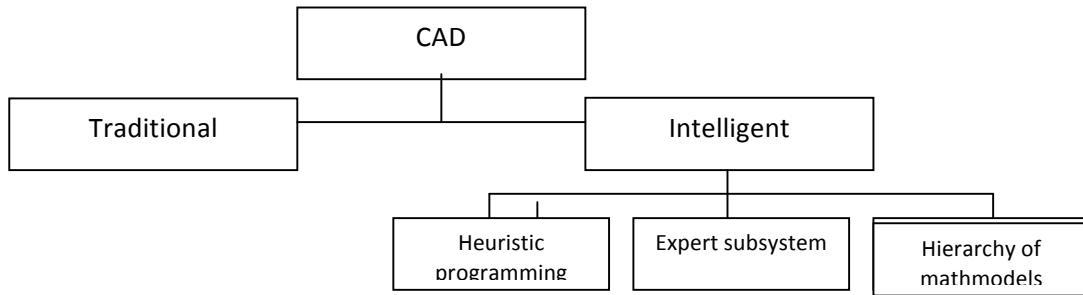 CAD
Traditional
Intelligent
Heuristic
programming
Expert subsystem
Hierarchy of
mathmodels